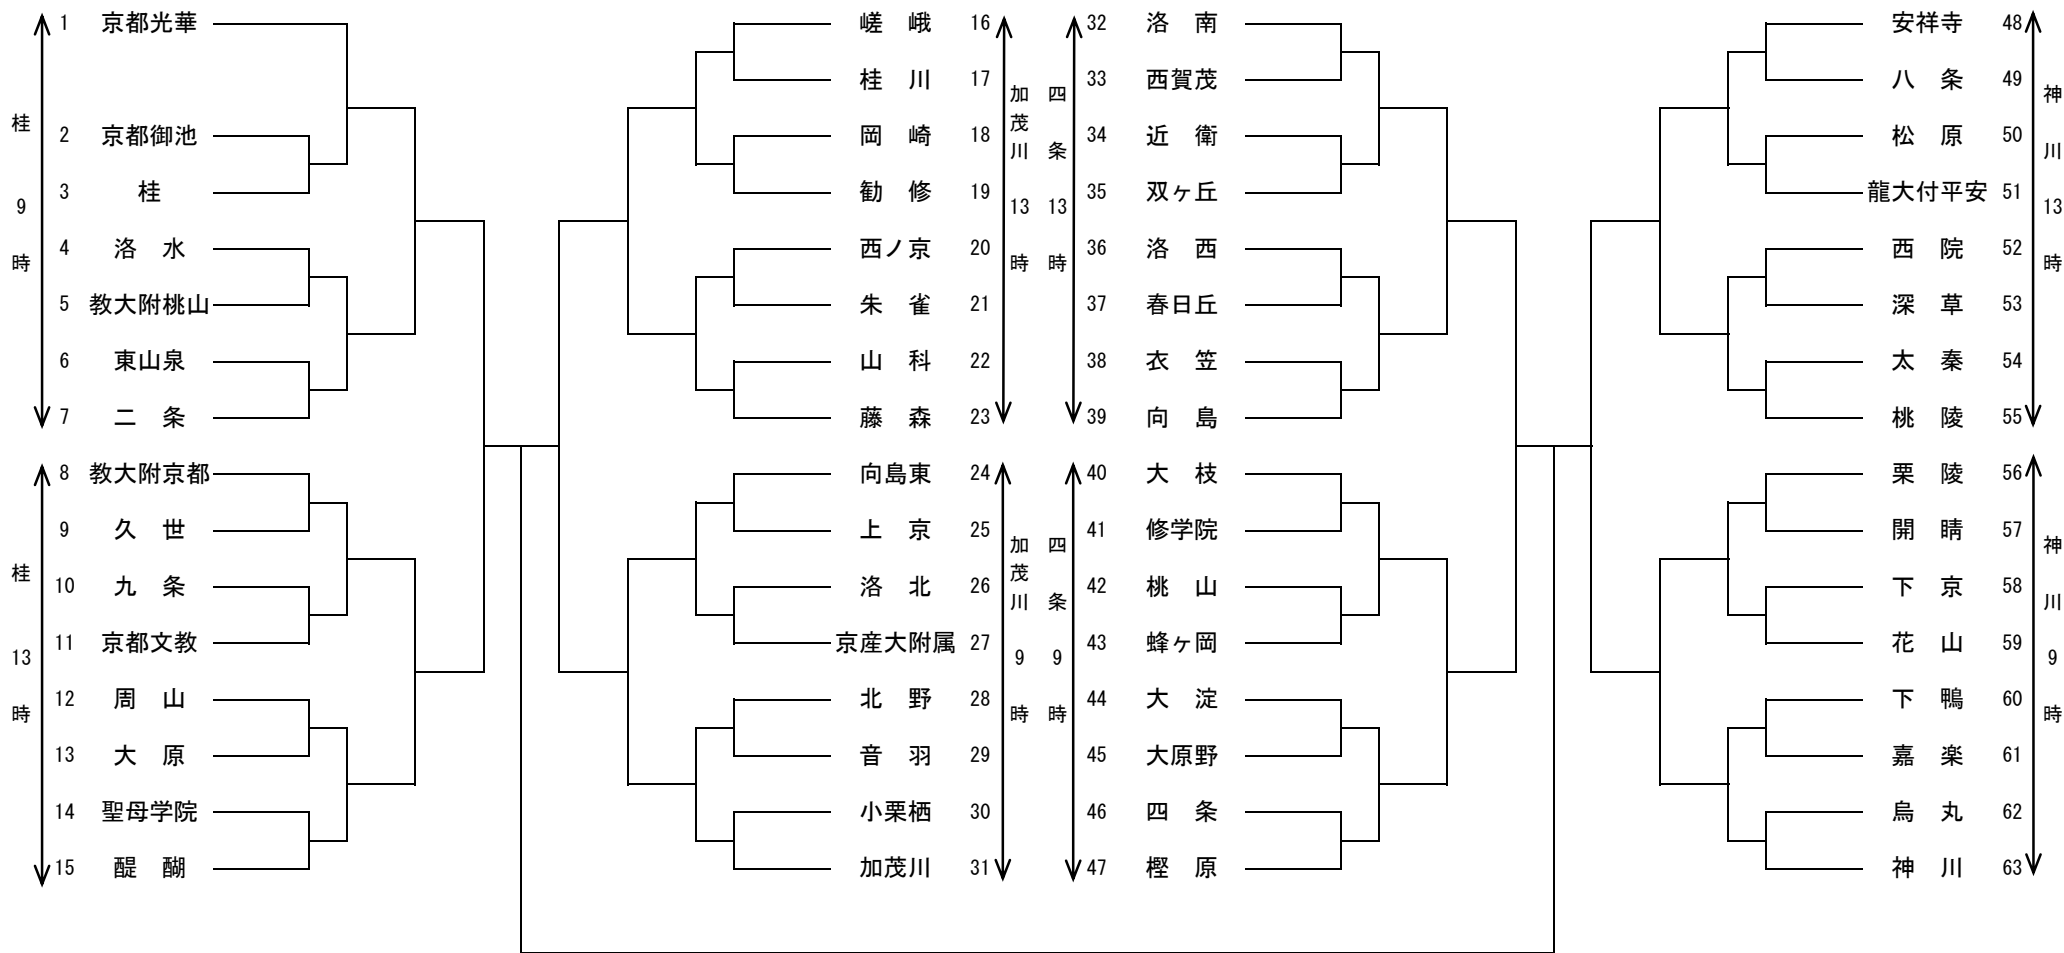 1 京都光華
2 京都御池
3 桂
4 洛水
5 教大附桃山
6 東山泉
7 二条
桂 9時
8 教大附京都
9 久世
10 九条
11 京都文教
12 周山
13 大原
14 聖母学院
15 醍醐
桂 13時
嵯峨 16
桂川 17
岡崎 18
勧修 19
西ノ京 20
朱雀 21
山科 22
藤森 23
加茂川 13時
向島東 24
上京 25
洛北 26
京産大附属 27
北野 28
音羽 29
小栗栖 30
加茂川 31
加茂川 9時
四条 13時
32 洛南
33 西賀茂
34 近衛
35 双ヶ丘
36 洛西
37 春日丘
38 衣笠
39 向島
四条 9時
40 大枝
41 修学院
42 桃山
43 蜂ヶ岡
44 大淀
45 大原野
46 四条
47 樫原
安祥寺 48
八条 49
松原 50
龍大付平安 51
西院 52
深草 53
太秦 54
桃陵 55
神川 13時
栗陵 56
開睛 57
下京 58
花山 59
下鴨 60
嘉楽 61
烏丸 62
神川 63
神川 9時